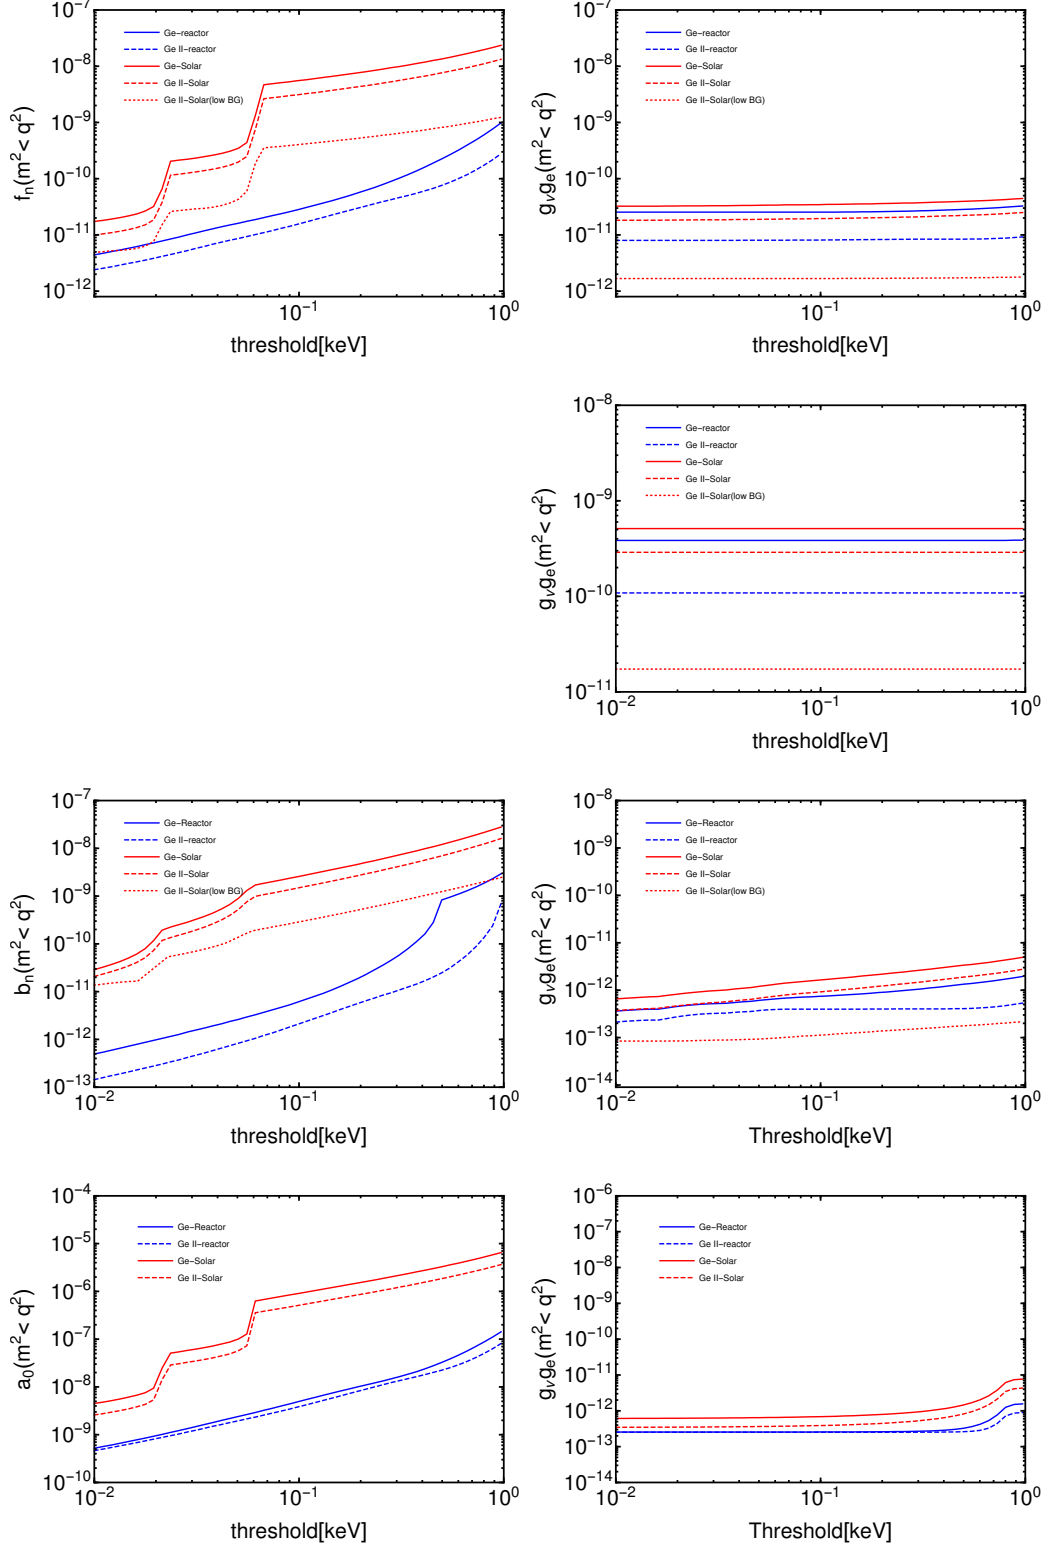 10⁻⁷
10⁻⁸
10⁻⁹
10⁻¹⁰
10⁻¹¹
10⁻¹²
fₙ(m²< q²)
Ge−reactor
Ge II−reactor
Ge−Solar
Ge II−Solar
Ge II−Solar(low BG)
10⁻¹
10⁰
threshold[keV]
10⁻⁷
10⁻⁸
10⁻⁹
10⁻¹⁰
10⁻¹¹
10⁻¹²
gᵥgₑ(m²< q²)
Ge−reactor
Ge II−reactor
Ge−Solar
Ge II−Solar
Ge II−Solar(low BG)
10⁻¹
10⁰
threshold[keV]
10⁻⁸
10⁻⁹
10⁻¹⁰
10⁻¹¹
gᵥgₑ(m²< q²)
Ge−reactor
Ge II−reactor
Ge−Solar
Ge II−Solar
Ge II−Solar(low BG)
10⁻²
10⁻¹
10⁰
threshold[keV]
10⁻⁷
10⁻⁸
10⁻⁹
10⁻¹⁰
10⁻¹¹
10⁻¹²
10⁻¹³
bₙ(m²< q²)
Ge−Reactor
Ge II−reactor
Ge−Solar
Ge II−Solar
Ge II−Solar(low BG)
10⁻²
10⁻¹
10⁰
threshold[keV]
10⁻⁸
10⁻⁹
10⁻¹⁰
10⁻¹¹
10⁻¹²
10⁻¹³
10⁻¹⁴
gᵥgₑ(m²< q²)
Ge−Reactor
Ge II−reactor
Ge−Solar
Ge II−Solar
Ge II−Solar(low BG)
10⁻²
10⁻¹
10⁰
Threshold[keV]
10⁻⁴
10⁻⁵
10⁻⁶
10⁻⁷
10⁻⁸
10⁻⁹
10⁻¹⁰
a₀(m²< q²)
Ge−Reactor
Ge II−reactor
Ge−Solar
Ge II−Solar
10⁻²
10⁻¹
10⁰
threshold[keV]
10⁻⁶
10⁻⁷
10⁻⁸
10⁻⁹
10⁻¹⁰
10⁻¹¹
10⁻¹²
10⁻¹³
10⁻¹⁴
gᵥgₑ(m²< q²)
Ge−Reactor
Ge II−reactor
Ge−Solar
Ge II−Solar
10⁻²
10⁻¹
10⁰
Threshold[keV]